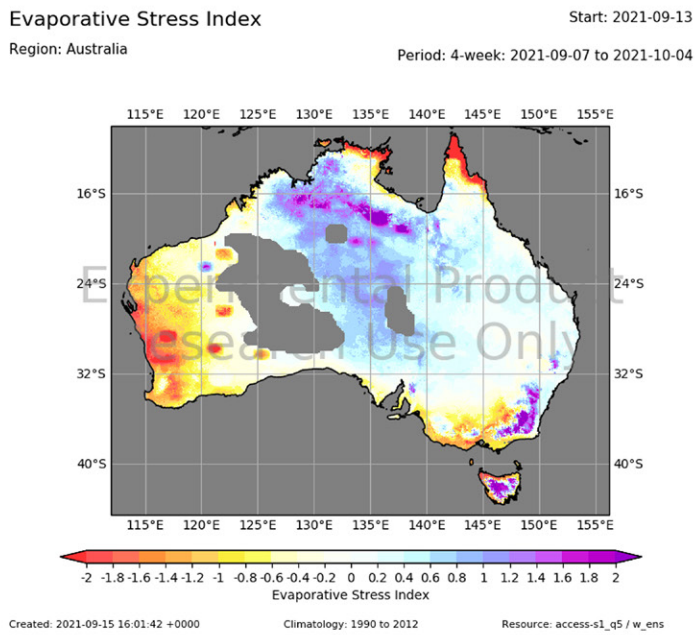 Evaporative Stress Index
Start: 2021-09-13
Region: Australia
Period: 4-week: 2021-09-07 to 2021-10-04
115°E 120°E 125°E 130°E 135°E 140°E 145°E 150°E 155°E
16°S 16°S
24°S 24°S
Experimental Product
Research Use Only
32°S 32°S
40°S 40°S
115°E 120°E 125°E 130°E 135°E 140°E 145°E 150°E 155°E
-2 -1.8 -1.6 -1.4 -1.2 -1 -0.8 -0.6 -0.4 -0.2 0 0.2 0.4 0.6 0.8 1 1.2 1.4 1.6 1.8 2
Evaporative Stress Index
Created: 2021-09-15 16:01:42 +0000
Climatology: 1990 to 2012
Resource: access-s1_q5 / w_ens